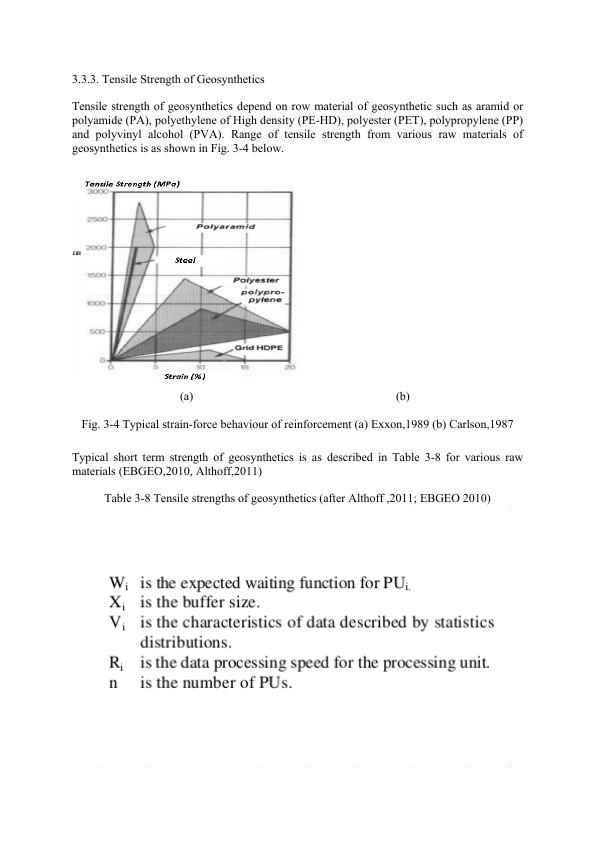 3.3.3. Tensile Strength of Geosynthetics
Tensile strength of geosynthetics depend on row material of geosynthetic such as aramid or
polyamide (PA), polyethylene of High density (PE-HD), polyester (PET), polypropylene (PP)
and polyvinyl alcohol (PVA). Range of tensile strength from various raw materials of
geosynthetics is as shown in Fig. 3-4 below.
Tensile Strength (MPa)
3000
2500
Polyaramid
2000
Steel
1500
Polyester
polypro-
1000
pylene
500
Grid HDPE
0
0 5 10 15 20
Strain (%)
(a) (b)
Fig. 3-4 Typical strain-force behaviour of reinforcement (a) Exxon,1989 (b) Carlson,1987
Typical short term strength of geosynthetics is as described in Table 3-8 for various raw
materials (EBGEO,2010, Althoff,2011)
Table 3-8 Tensile strengths of geosynthetics (after Althoff ,2011; EBGEO 2010)
Wi is the expected waiting function for PUi.
Xi is the buffer size.
Vi is the characteristics of data described by statistics
distributions.
Ri is the data processing speed for the processing unit.
n is the number of PUs.